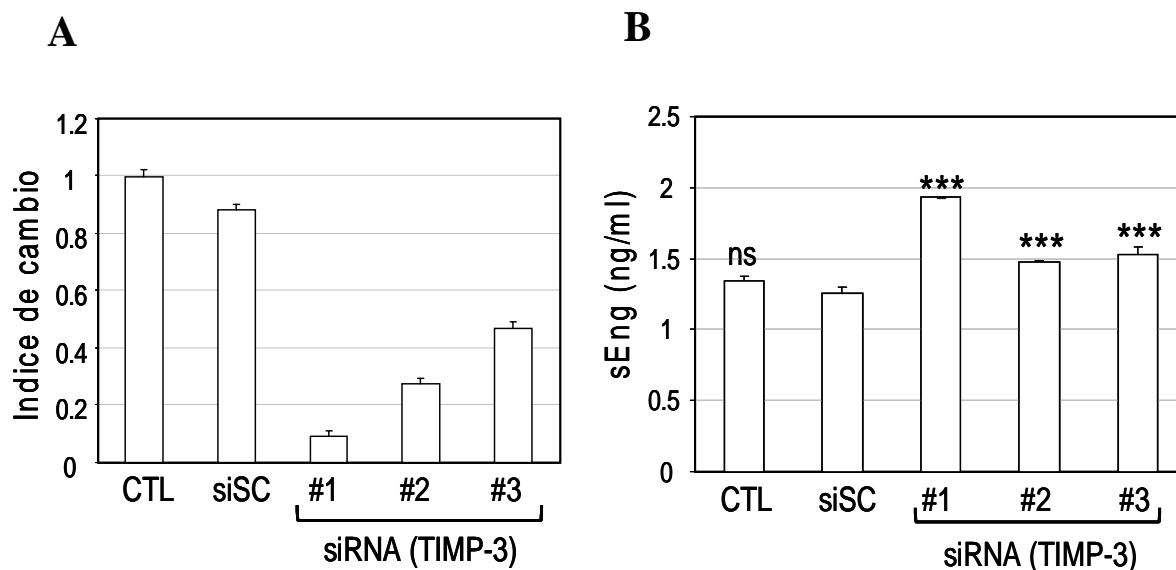 A
Indice de cambio
1.2
1
0.8
0.6
0.4
0.2
0
CTL siSC #1 #2 #3
siRNA (TIMP-3)
B
sEng (ng/ml)
2.5
2
1.5
1
0.5
0
ns *** *** ***
CTL siSC #1 #2 #3
siRNA (TIMP-3)